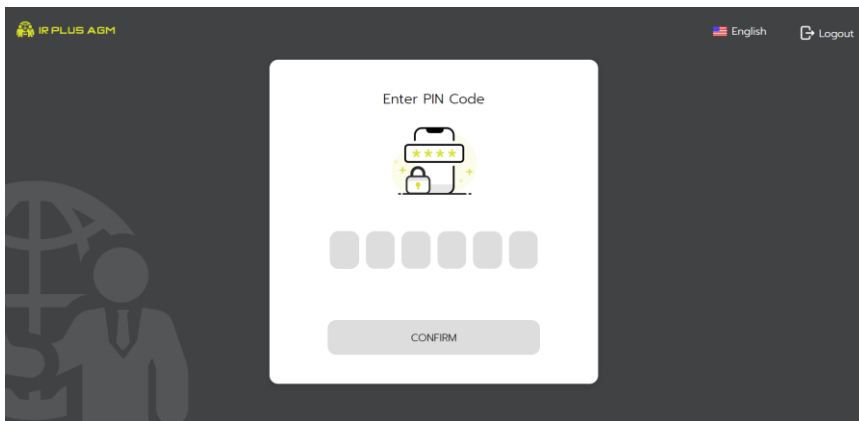 IR PLUS AGM
English
Logout
Enter PIN Code
****
CONFIRM